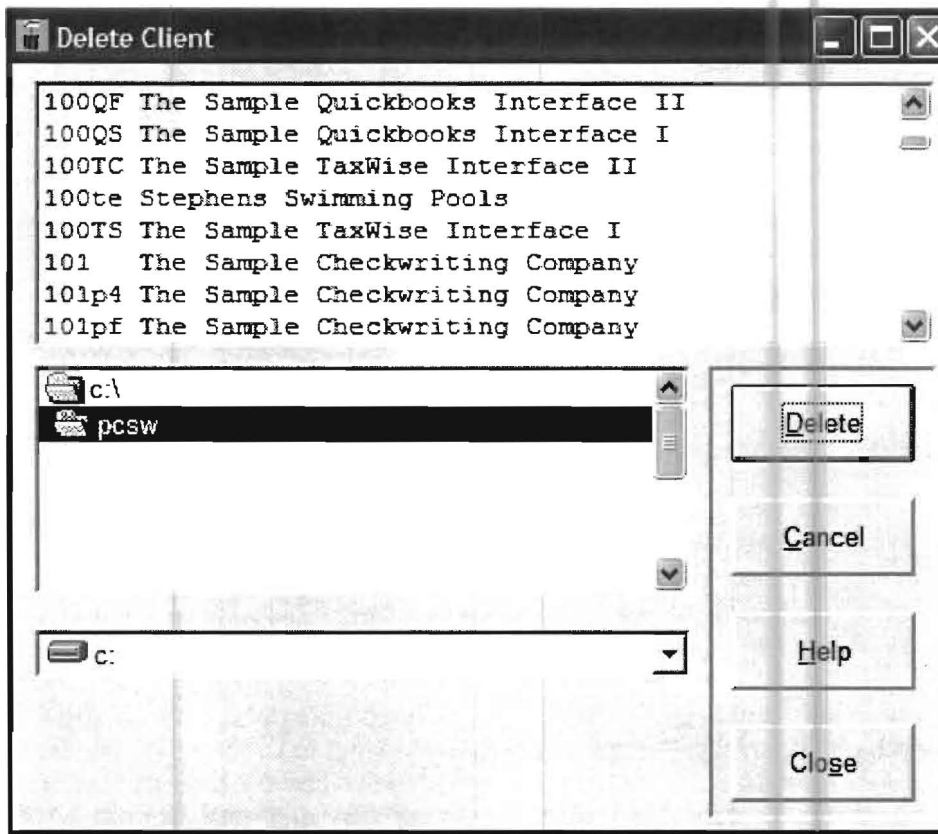 Delete Client
100QF The Sample Quickbooks Interface II
100QS The Sample Quickbooks Interface I
100TC The Sample TaxWise Interface II
100te Stephens Swimming Pools
100TS The Sample TaxWise Interface I
101 The Sample Checkwriting Company
101p4 The Sample Checkwriting Company
101pf The Sample Checkwriting Company
c:\
pcsw
Delete
Cancel
c:
Help
Close